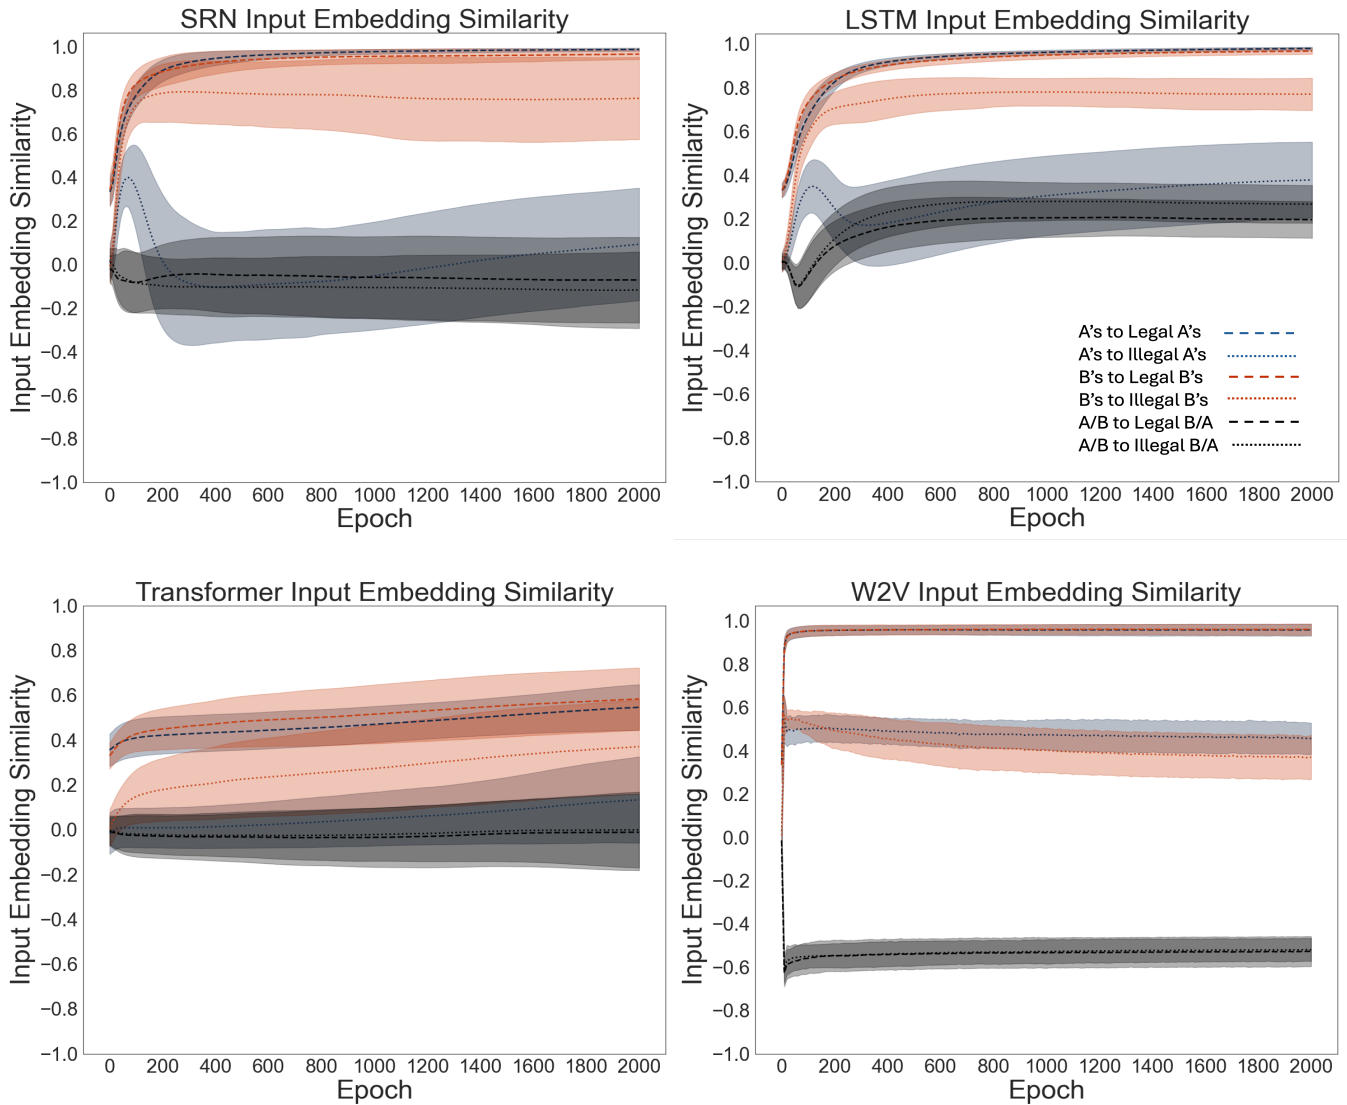 SRN Input Embedding Similarity
1.0
0.8
0.6
0.4
0.2
0.0
−0.2
−0.4
−0.6
−0.8
−1.0
Input Embedding Similarity
0 200 400 600 800 1000 1200 1400 1600 1800 2000
Epoch
LSTM Input Embedding Similarity
1.0
0.8
0.6
0.4
0.2
0.0
−0.2
−0.4
−0.6
−0.8
−1.0
Input Embedding Similarity
A's to Legal A's
A's to Illegal A's
B's to Legal B's
B's to Illegal B's
A/B to Legal B/A
A/B to Illegal B/A
0 200 400 600 800 1000 1200 1400 1600 1800 2000
Epoch
Transformer Input Embedding Similarity
1.0
0.8
0.6
0.4
0.2
0.0
−0.2
−0.4
−0.6
−0.8
−1.0
Input Embedding Similarity
0 200 400 600 800 1000 1200 1400 1600 1800 2000
Epoch
W2V Input Embedding Similarity
1.0
0.8
0.6
0.4
0.2
0.0
−0.2
−0.4
−0.6
−0.8
−1.0
Input Embedding Similarity
0 200 400 600 800 1000 1200 1400 1600 1800 2000
Epoch